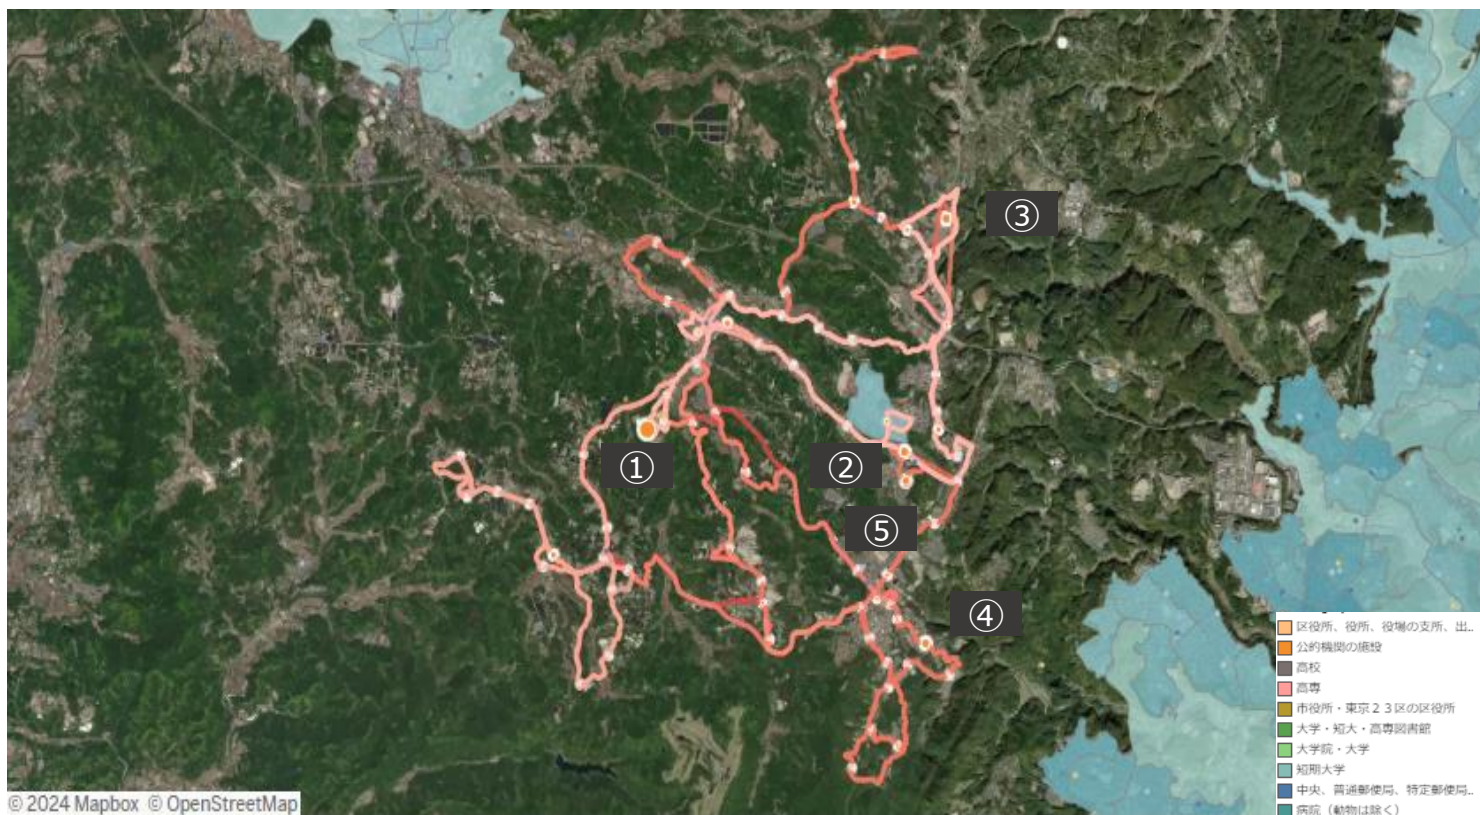 ③
①
②
⑤
④
区役所、役所、役場の支所、出..
公的機関の施設
高校
高専
市役所・東京２３区の区役所
大学・短大・高専図書館
大学院・大学
短期大学
中央、普通郵便局、特定郵便局..
病院（動物は除く）
© 2024 Mapbox © OpenStreetMap